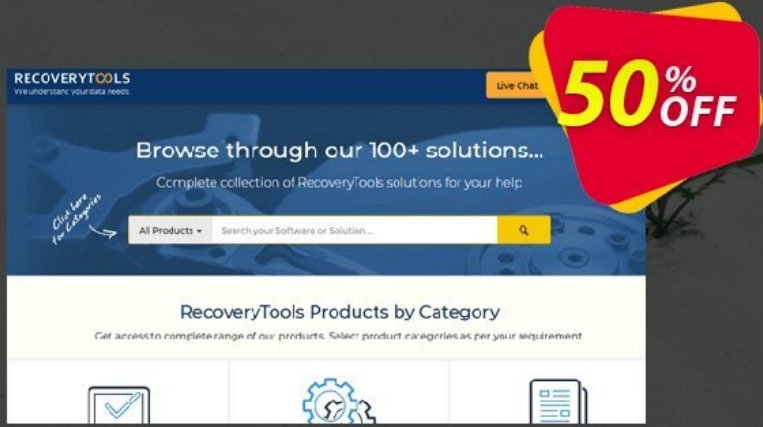 RECOVERYTOOLS
We understand your data needs
Live Chat
50% OFF
Browse through our 100+ solutions...
Complete collection of RecoveryTools solutions for your help
Click here
for Categories
All Products
Search your Software or Solution...
RecoveryTools Products by Category
Get access to complete range of our products. Select product categories as per your requirement